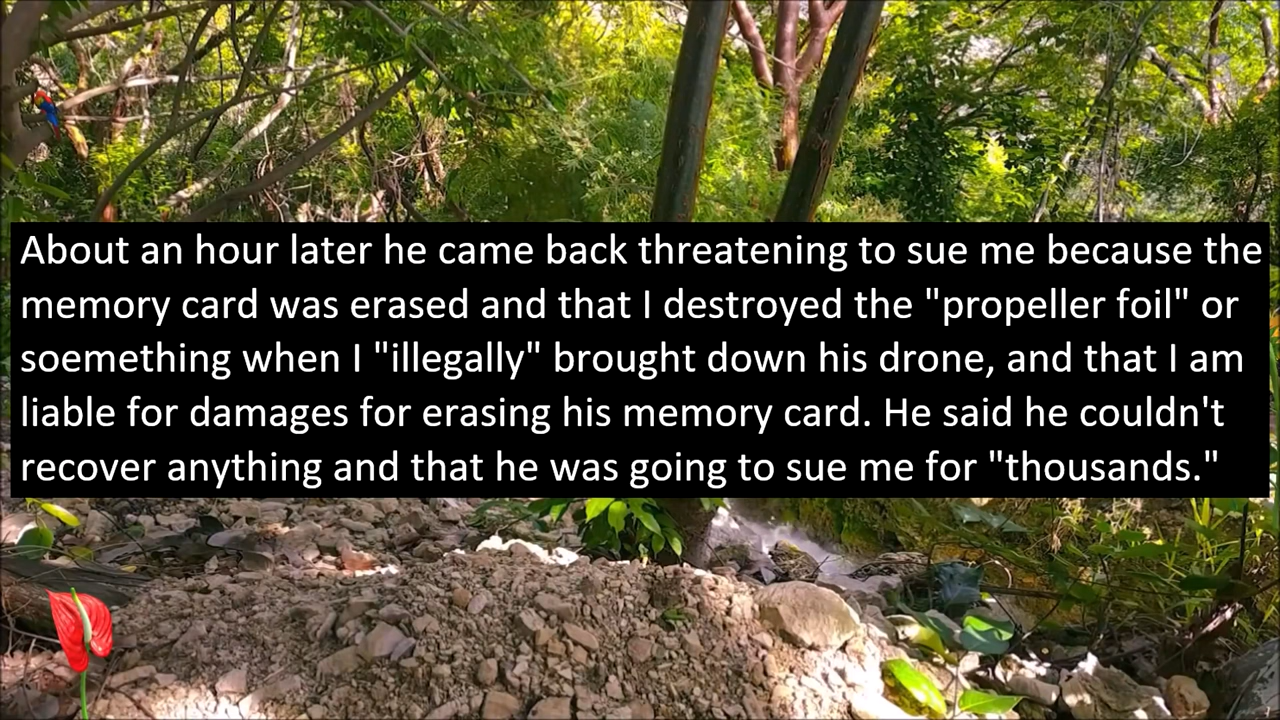 About an hour later he came back threatening to sue me because the
memory card was erased and that I destroyed the "propeller foil" or
soemething when I "illegally" brought down his drone, and that I am
liable for damages for erasing his memory card. He said he couldn't
recover anything and that he was going to sue me for "thousands."